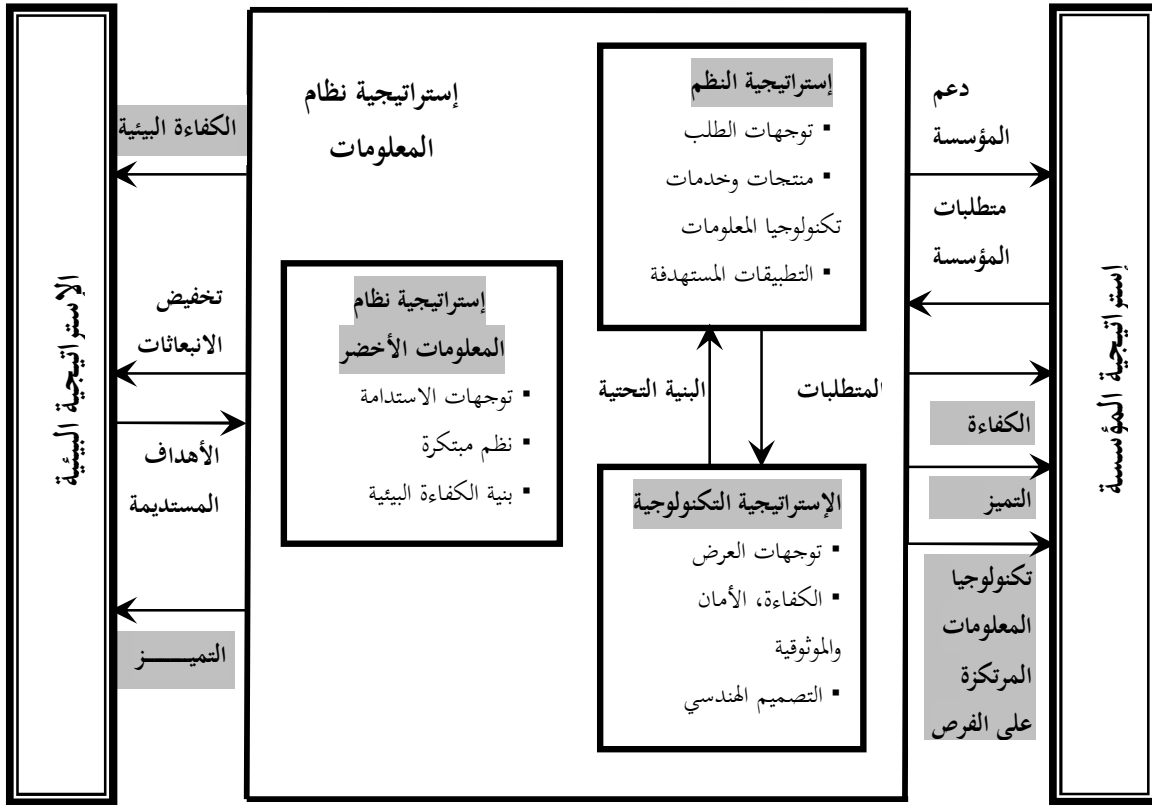 إستراتيجية المؤسسة
دعم
المؤسسة
متطلبات
المؤسسة
الكفاءة
التميز
تكنولوجيا
المعلومات
المرتكزة
على الفرص
إستراتيجية نظام
المعلومات
إستراتيجية النظم
▪ توجهات الطلب
▪ منتجات وخدمات
تكنولوجيا المعلومات
▪ التطبيقات المستهدفة
المتطلبات
البنية التحتية
الإستراتيجية التكنولوجية
▪ توجهات العرض
▪ الكفاءة، الأمان
والموثوقية
▪ التصميم الهندسي
إستراتيجية نظام
المعلومات الأخضر
▪ توجهات الاستدامة
▪ نظم مبتكرة
▪ بنية الكفاءة البيئية
الكفاءة البيئية
تخفيض
الانبعاثات
الأهداف
المستديمة
التميــــــز
الإستراتيجية البيئية